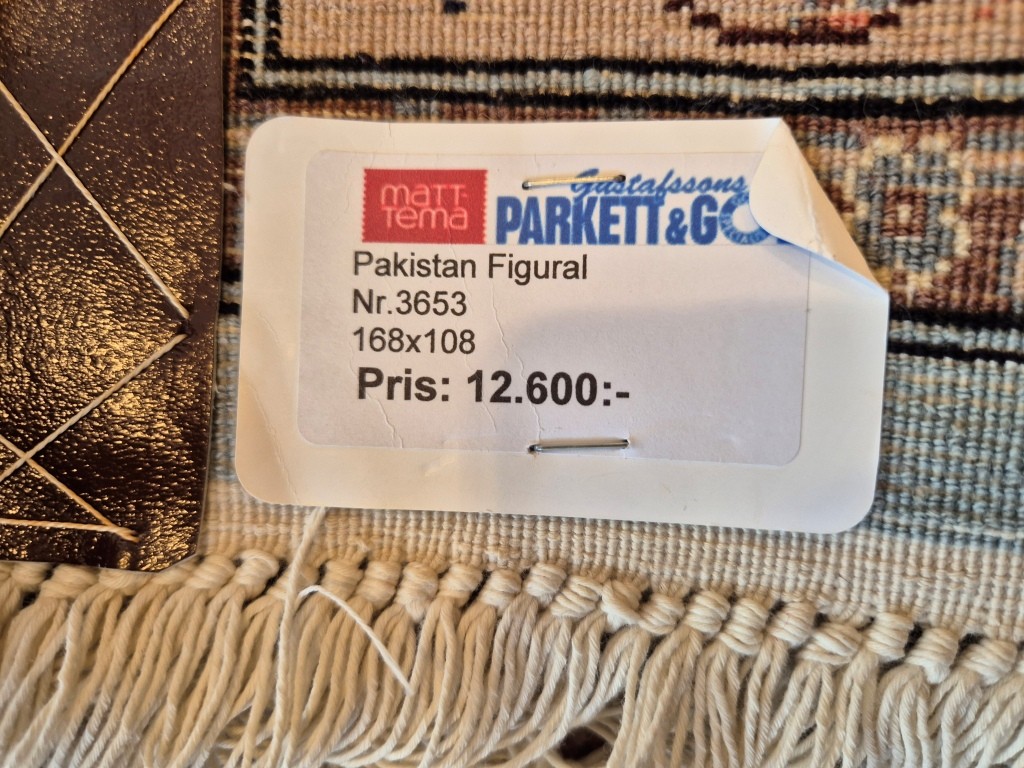 matt-
tema
Gustafssons
PARKETT&GO
Pakistan Figural
Nr.3653
168x108
Pris: 12.600:-